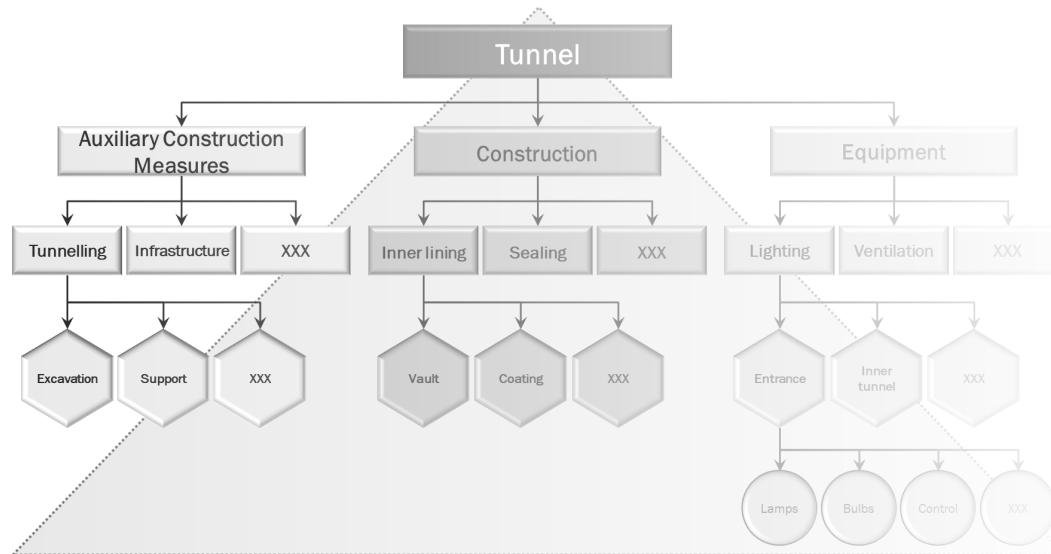 Tunnel
Auxiliary Construction
Measures
Construction
Equipment
Tunnelling
Infrastructure
XXX
Inner lining
Sealing
XXX
Lighting
Ventilation
XXX
Excavation
Support
XXX
Vault
Coating
XXX
Entrance
Inner
tunnel
XXX
Lamps
Bulbs
Control
XXX